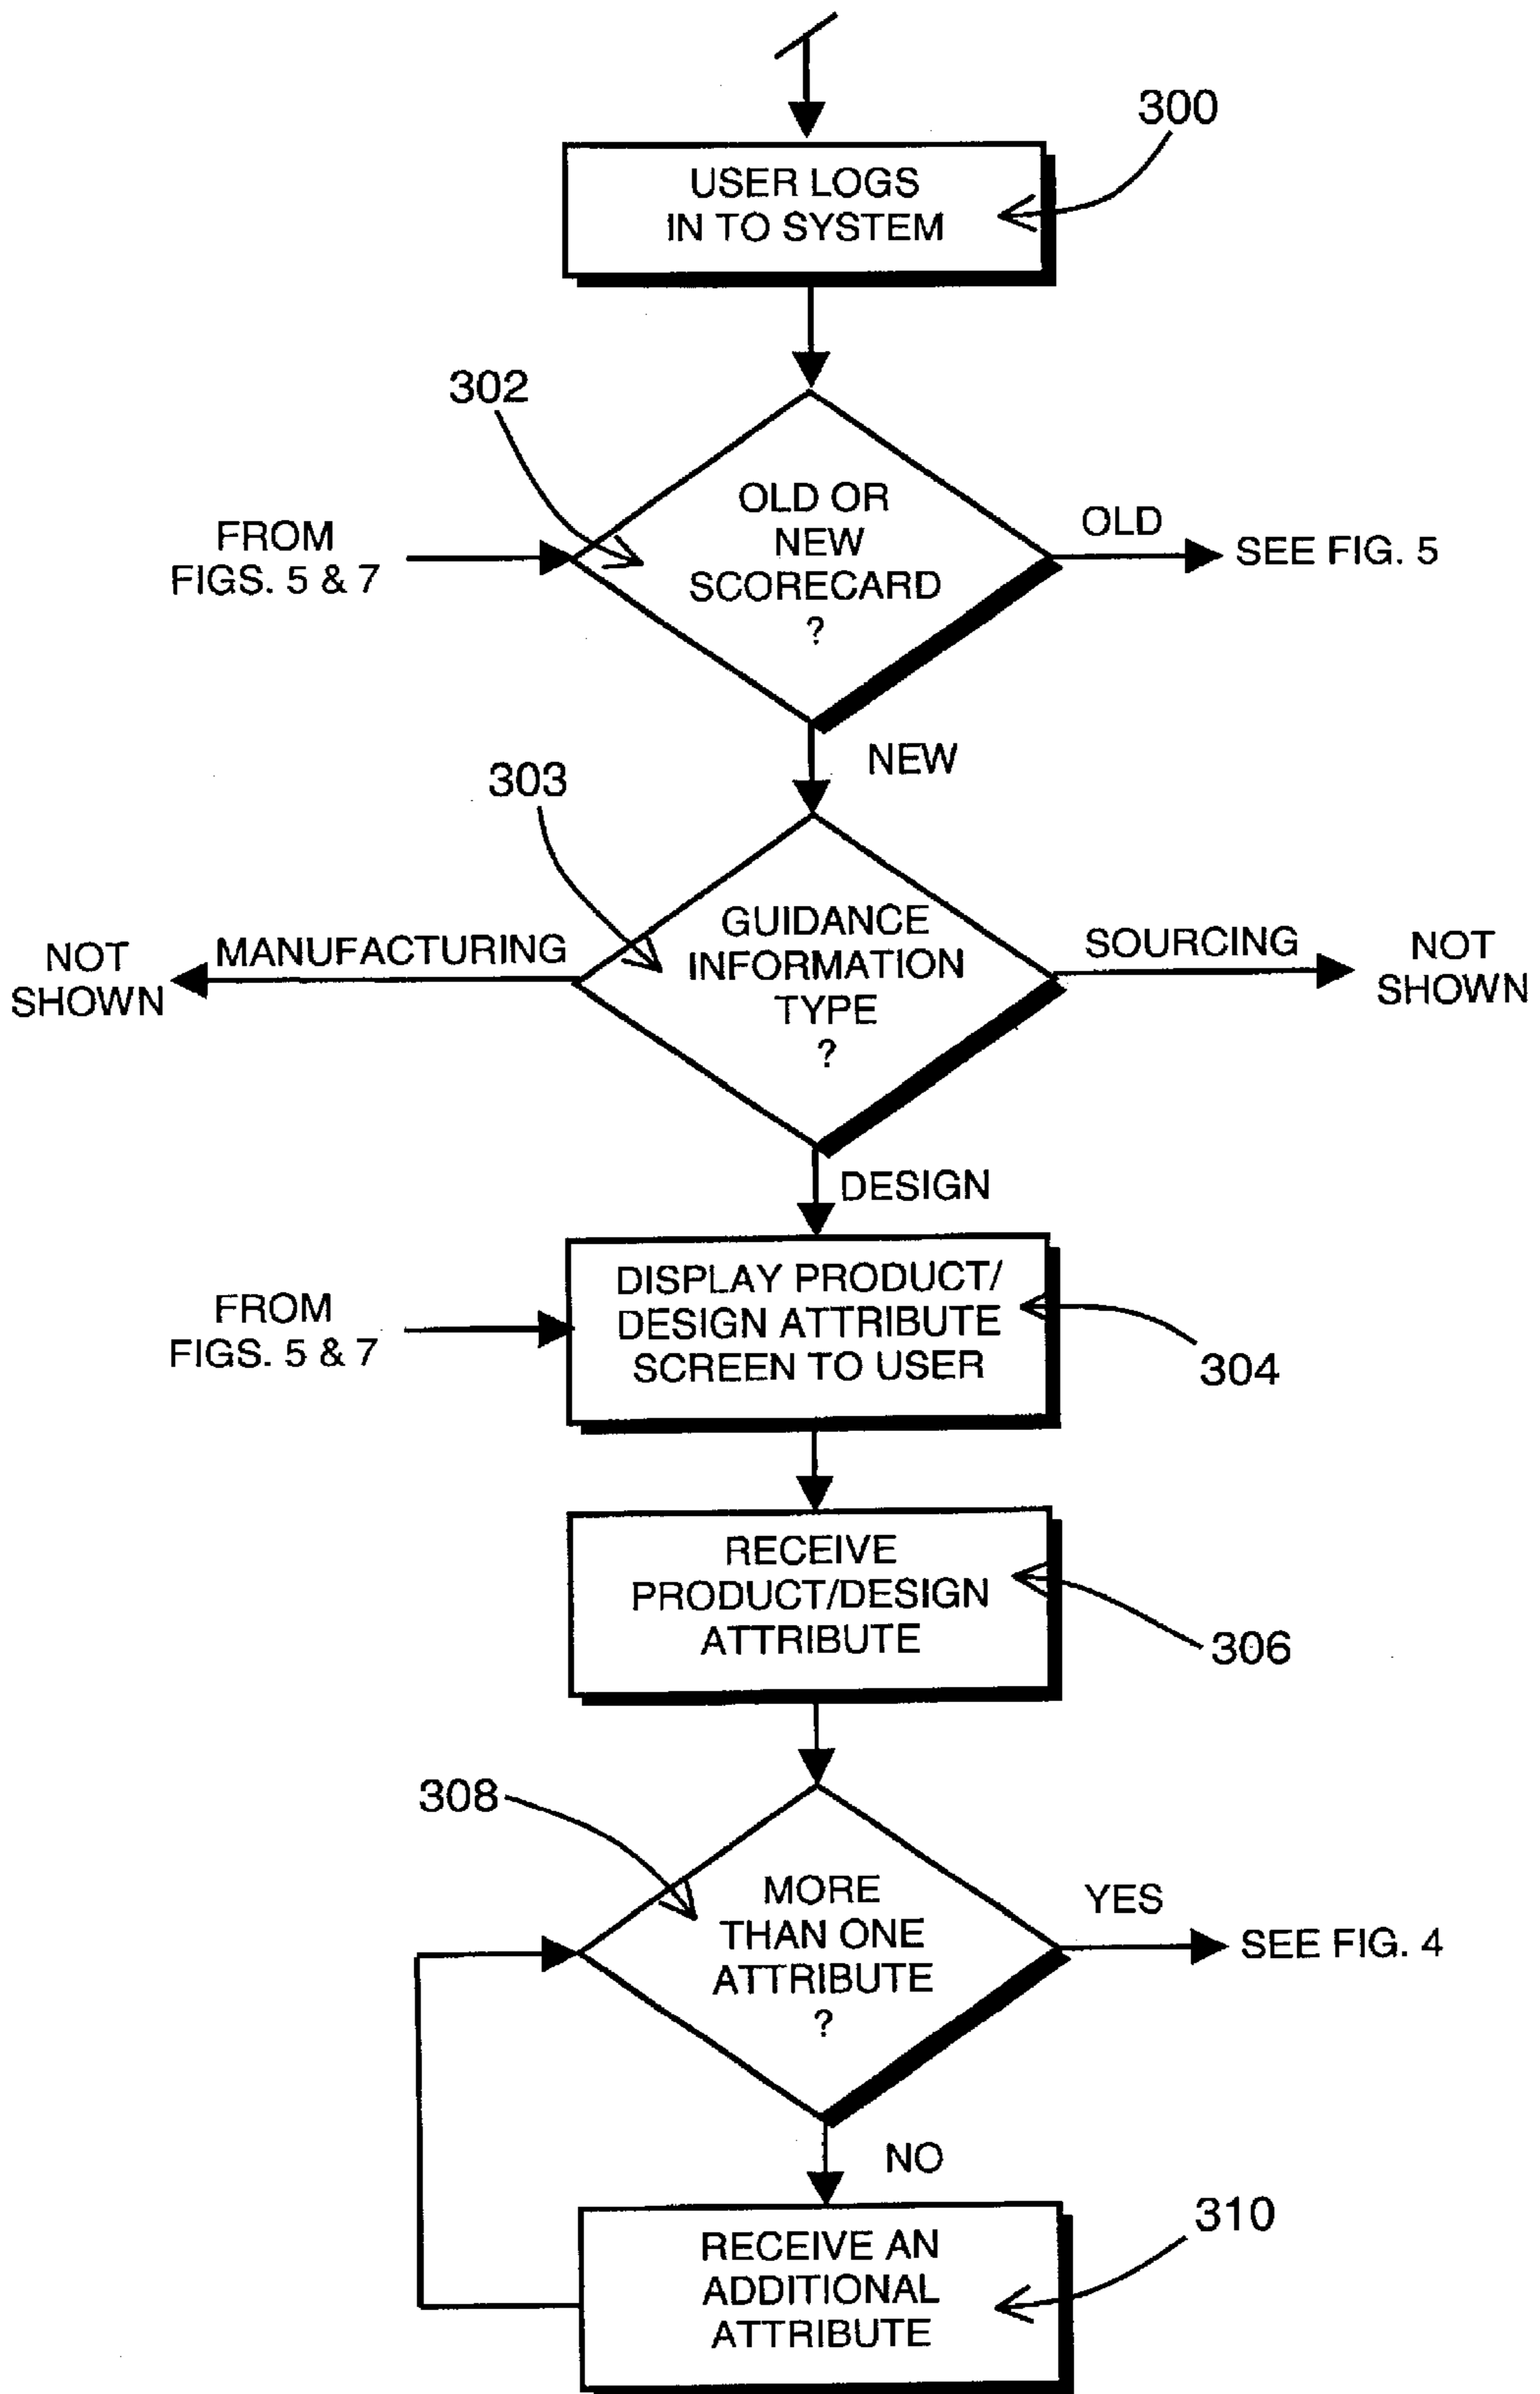 300
USER LOGS
IN TO SYSTEM
302
OLD OR
NEW
SCORECARD
?
FROM
FIGS. 5 & 7
OLD
SEE FIG. 5
NEW
303
GUIDANCE
INFORMATION
TYPE
?
MANUFACTURING
NOT
SHOWN
SOURCING
NOT
SHOWN
DESIGN
DISPLAY PRODUCT/
DESIGN ATTRIBUTE
SCREEN TO USER
FROM
FIGS. 5 & 7
304
RECEIVE
PRODUCT/DESIGN
ATTRIBUTE
306
308
MORE
THAN ONE
ATTRIBUTE
?
YES
SEE FIG. 4
NO
310
RECEIVE AN
ADDITIONAL
ATTRIBUTE